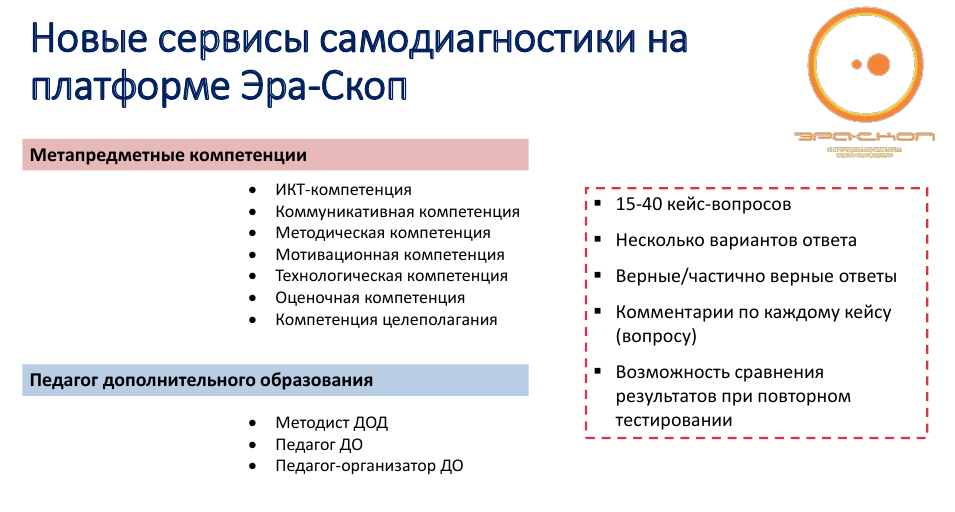 Новые сервисы самодиагностики на
платформе Эра-Скоп
ЭРА-СКОП
Метапредметные компетенции
• ИКТ-компетенция
• Коммуникативная компетенция
• Методическая компетенция
• Мотивационная компетенция
• Технологическая компетенция
• Оценочная компетенция
• Компетенция целеполагания
Педагог дополнительного образования
• Методист ДОД
• Педагог ДО
• Педагог-организатор ДО
▪ 15-40 кейс-вопросов
▪ Несколько вариантов ответа
▪ Верные/частично верные ответы
▪ Комментарии по каждому кейсу
(вопросу)
▪ Возможность сравнения
результатов при повторном
тестировании